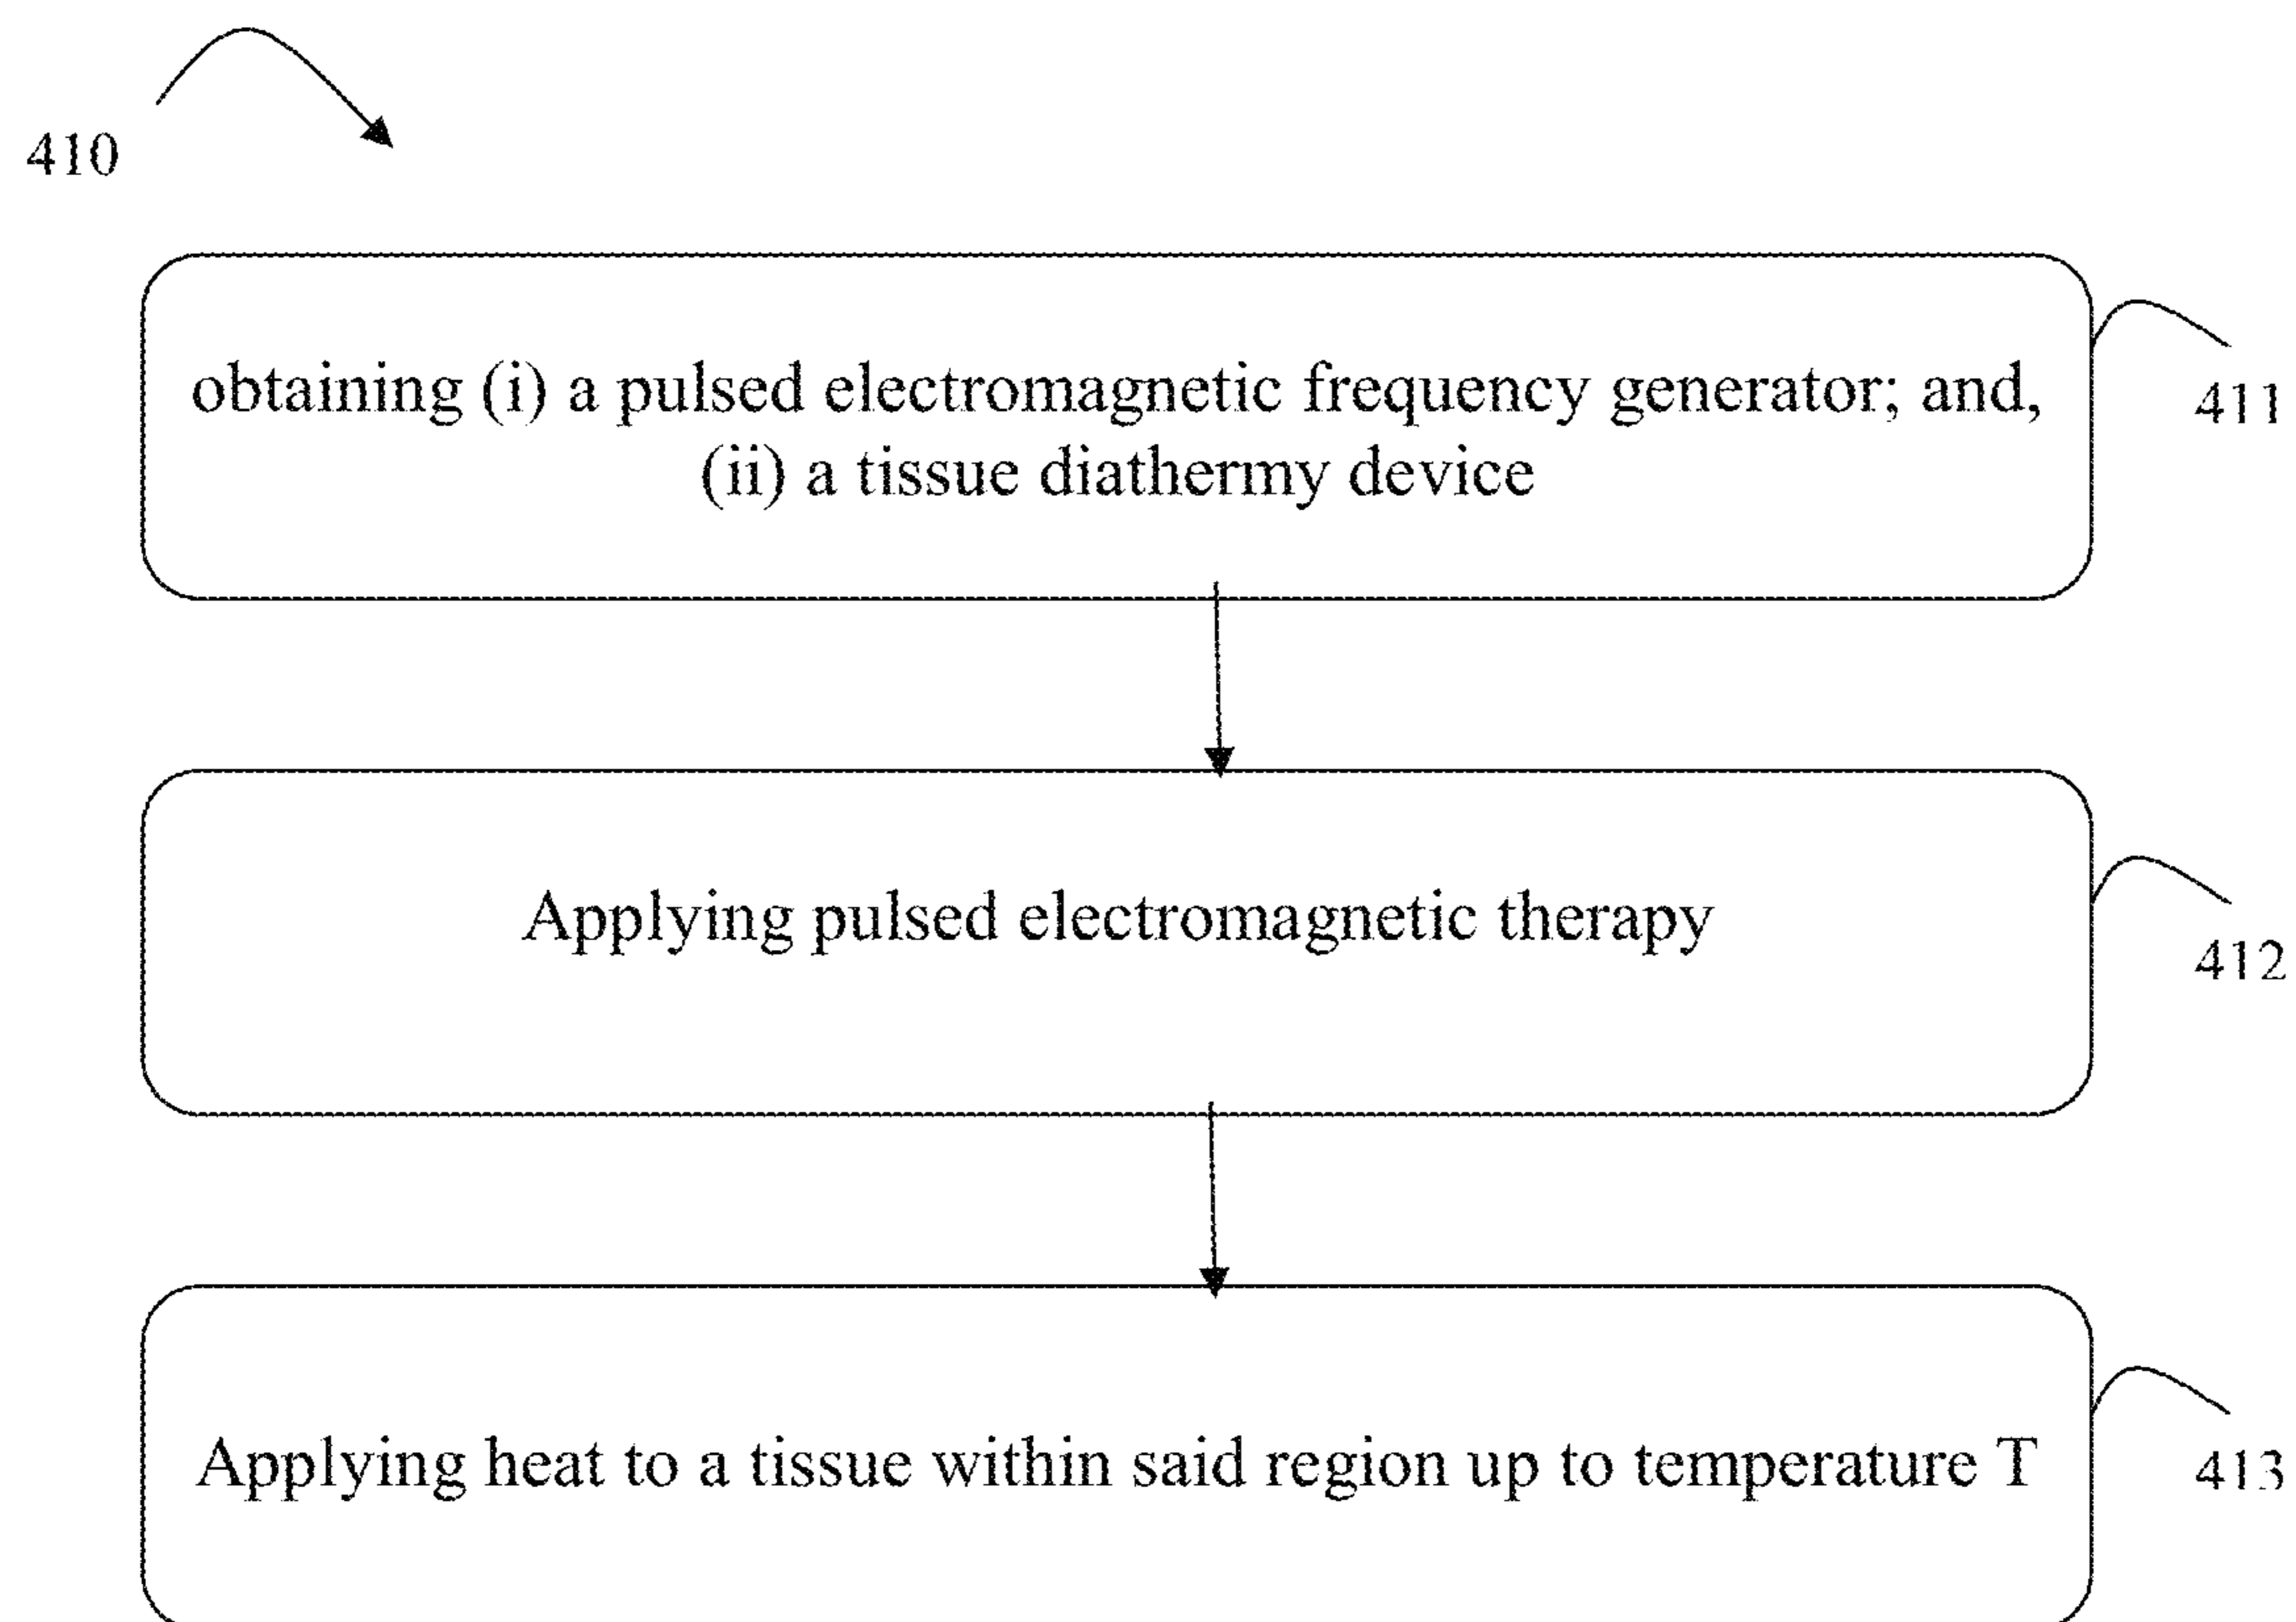 410
obtaining (i) a pulsed electromagnetic frequency generator; and,
(ii) a tissue diathermy device
411
Applying pulsed electromagnetic therapy
412
Applying heat to a tissue within said region up to temperature T
413